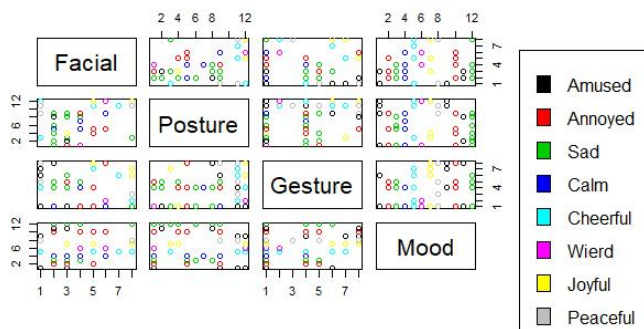 2 4 6 8 12
2 4 6 8 12
Facial
1 4 7
Amused
12
Posture
2 6
Annoyed
Sad
Gesture
1 4 7
Calm
Cheerful
12
Mood
2 6
Wierd
1 3 5 7
1 3 5 7
Joyful
Peaceful